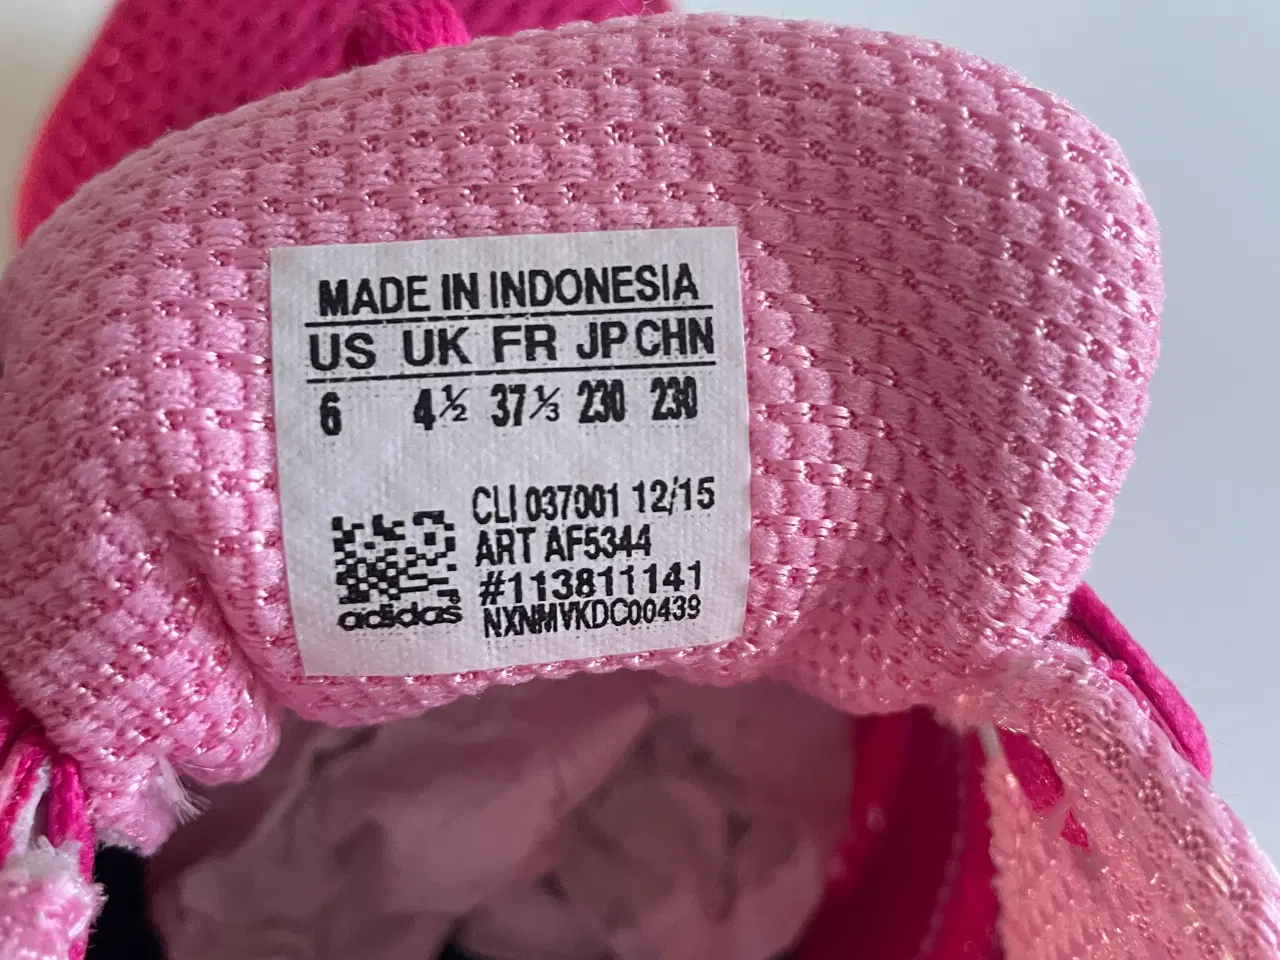 MADE IN INDONESIA
US UK FR JP CHN
6 4½ 37⅓ 230 230
CLI 037001 12/15
ART AF5344
#113811141
adidas NXNMVKDC00439